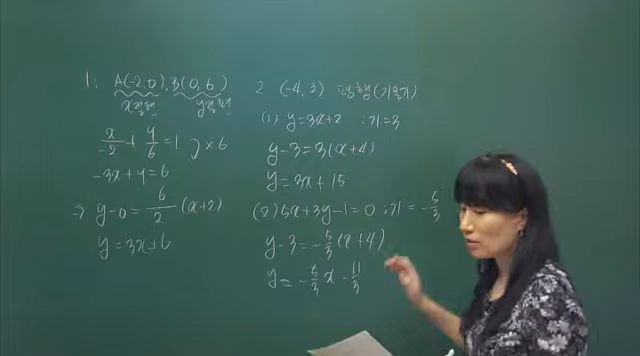 1. A(-2,0), B(0,6)
x절편 y절편
x/-2 + y/6 = 1 ) ×6
-3x+y=6
⇒ y-0 = 6/2 (x+2)
y=3x+6
2 (-4,3) 평행(기울기)
(1) y=3x+2 ; 기=3
y-3=3(x+4)
y=3x+15
(2) 5x+3y-1=0 ; 기=-5/3
y-3=-5/3(x+4)
y=-5/3x-11/3